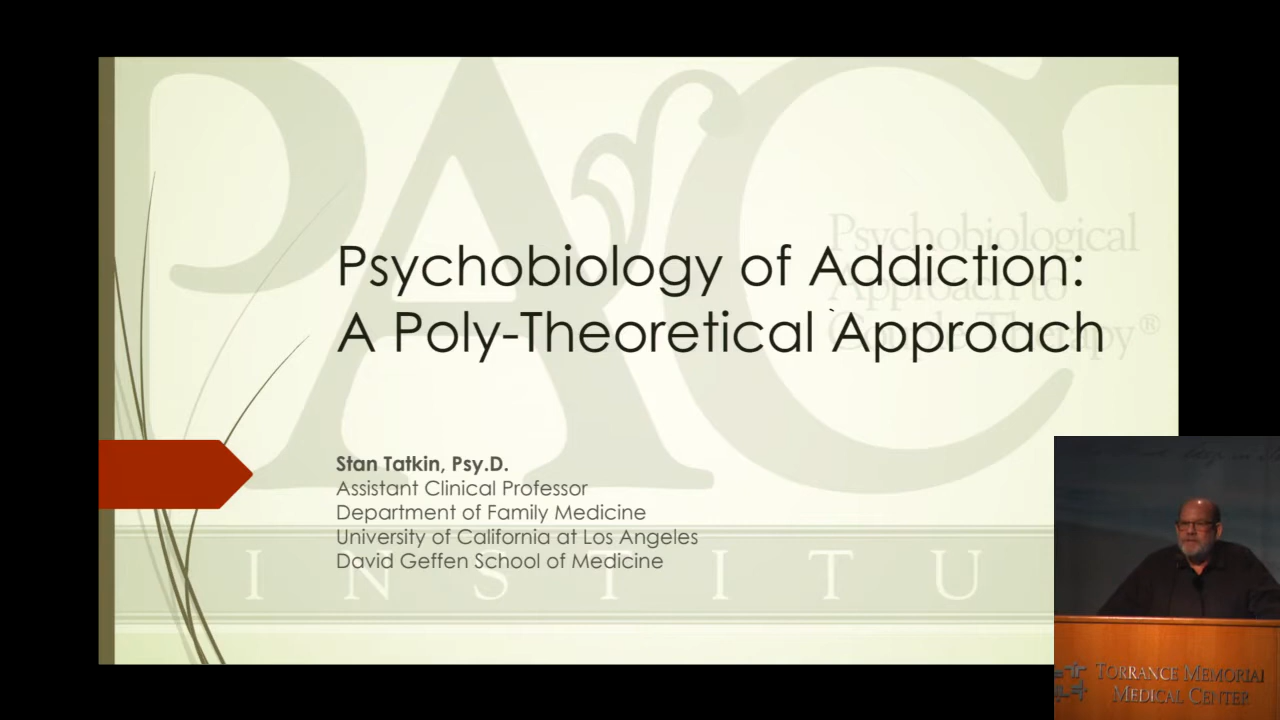 PACT
Psychobiological
Approach to
Couple Therapy®
Psychobiology of Addiction:
A Poly-Theoretical Approach
Stan Tatkin, Psy.D.
Assistant Clinical Professor
Department of Family Medicine
University of California at Los Angeles
David Geffen School of Medicine
I N S T I T U
TORRANCE MEMORIAL
MEDICAL CENTER